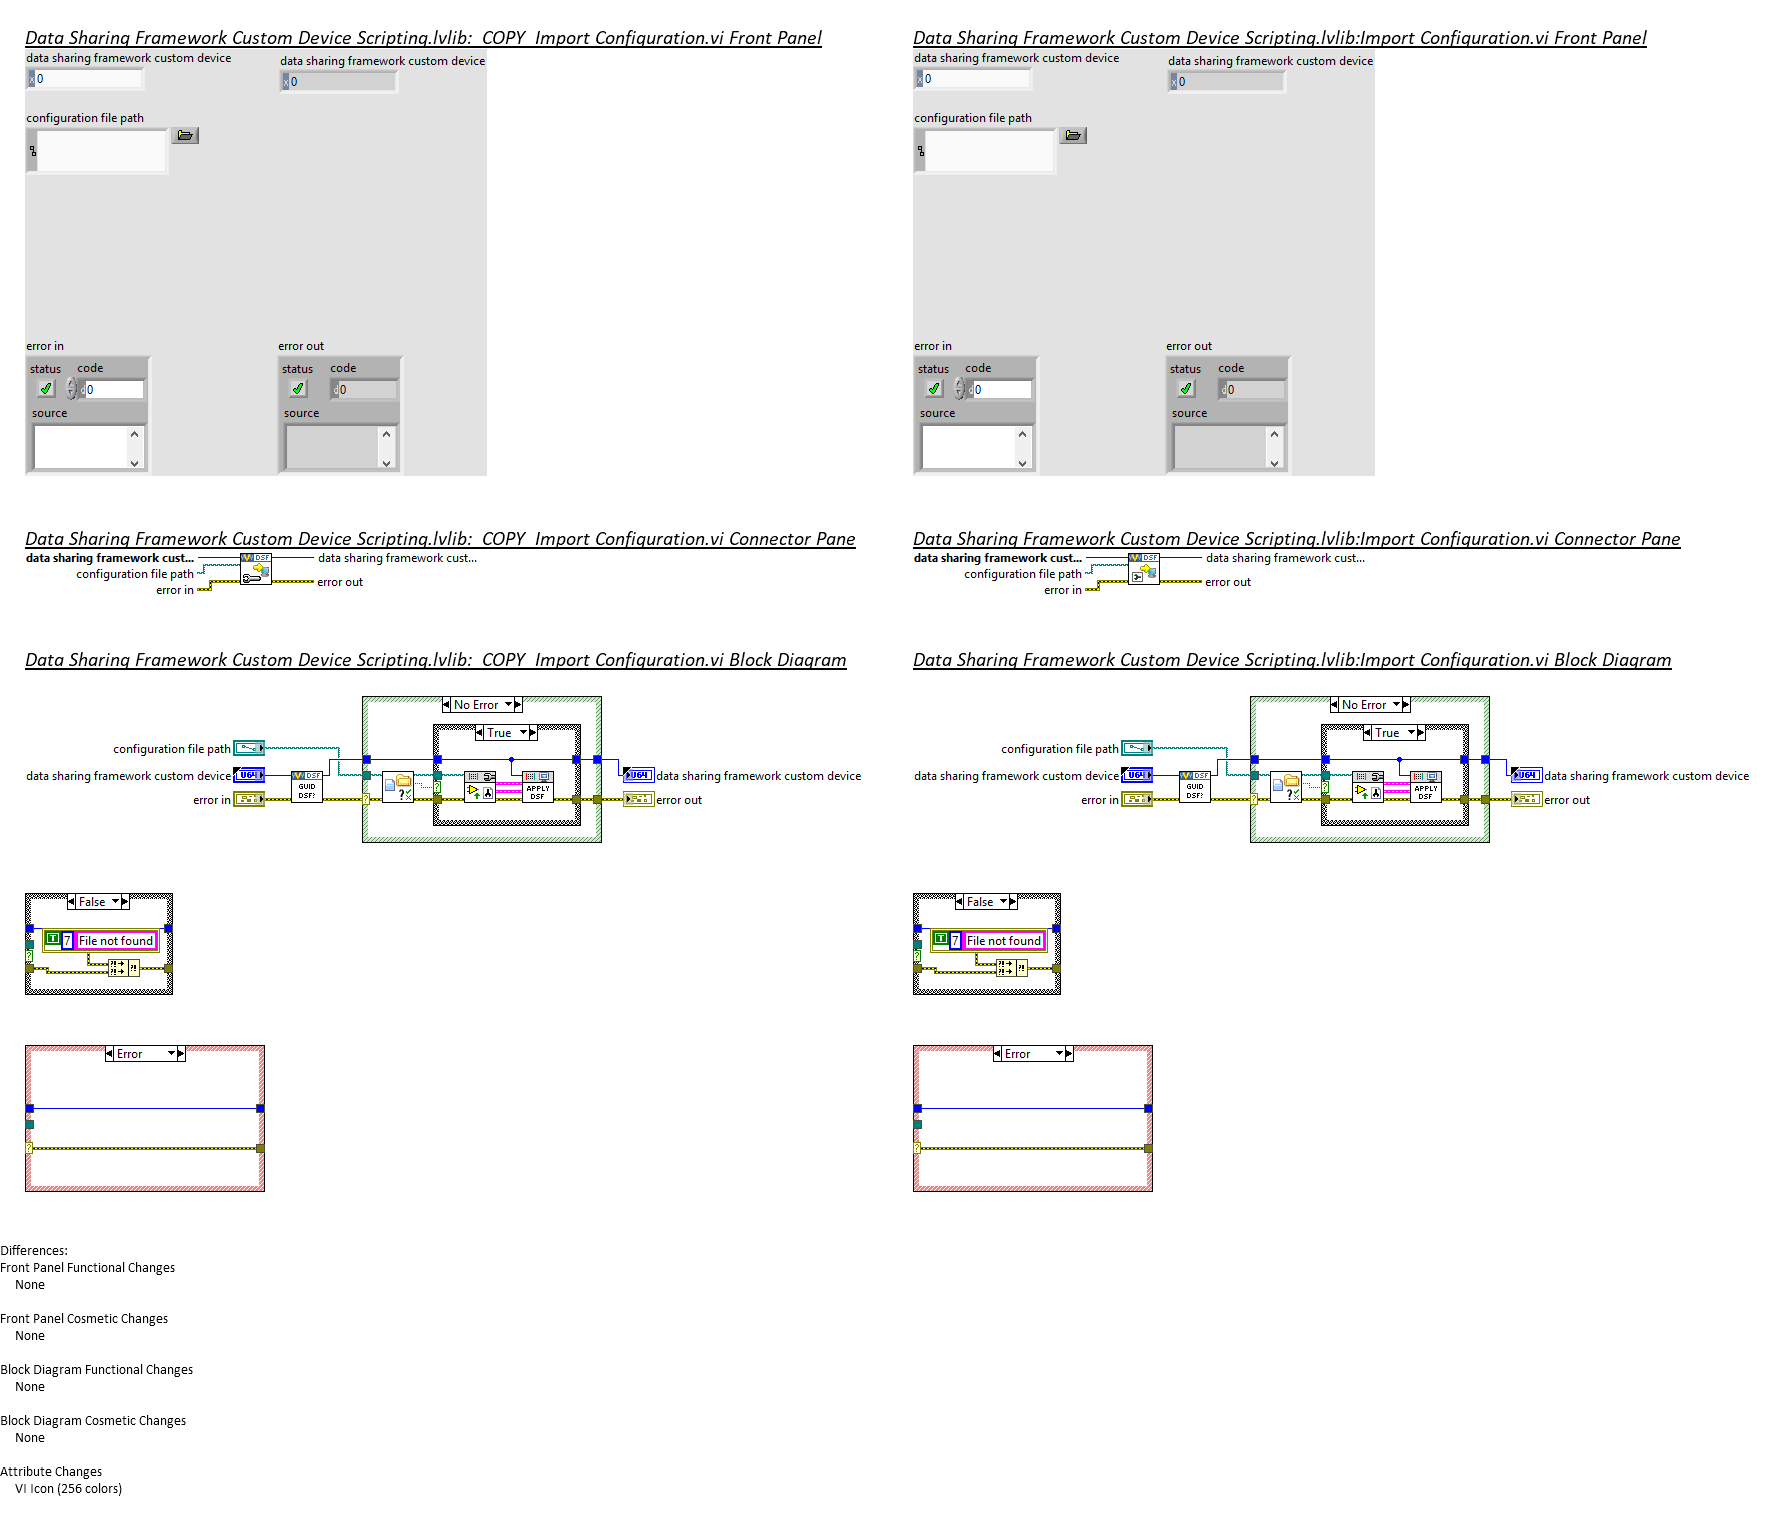 Data Sharing Framework Custom Device Scripting.lvlib:  COPY  Import Configuration.vi Front Panel
data sharing framework custom device
data sharing framework custom device
0
0
configuration file path
error in
error out
status code
status code
0
0
source
source
Data Sharing Framework Custom Device Scripting.lvlib:Import Configuration.vi Front Panel
data sharing framework custom device
data sharing framework custom device
0
0
configuration file path
error in
error out
status code
status code
0
0
source
source
Data Sharing Framework Custom Device Scripting.lvlib:  COPY  Import Configuration.vi Connector Pane
data sharing framework cust...
DSF
data sharing framework cust...
configuration file path
error out
error in
Data Sharing Framework Custom Device Scripting.lvlib:Import Configuration.vi Connector Pane
data sharing framework cust...
DSF
data sharing framework cust...
configuration file path
error out
error in
Data Sharing Framework Custom Device Scripting.lvlib:  COPY  Import Configuration.vi Block Diagram
No Error
True
configuration file path
data sharing framework custom device
U64
DSF
GUID
DSF?
?
APPLY
DSF
U64
data sharing framework custom device
error in
error out
False
T
7
File not found
?
Error
?
Data Sharing Framework Custom Device Scripting.lvlib:Import Configuration.vi Block Diagram
No Error
True
configuration file path
data sharing framework custom device
U64
DSF
GUID
DSF?
?
APPLY
DSF
U64
data sharing framework custom device
error in
error out
False
T
7
File not found
?
Error
?
Differences:
Front Panel Functional Changes
None
Front Panel Cosmetic Changes
None
Block Diagram Functional Changes
None
Block Diagram Cosmetic Changes
None
Attribute Changes
VI Icon (256 colors)